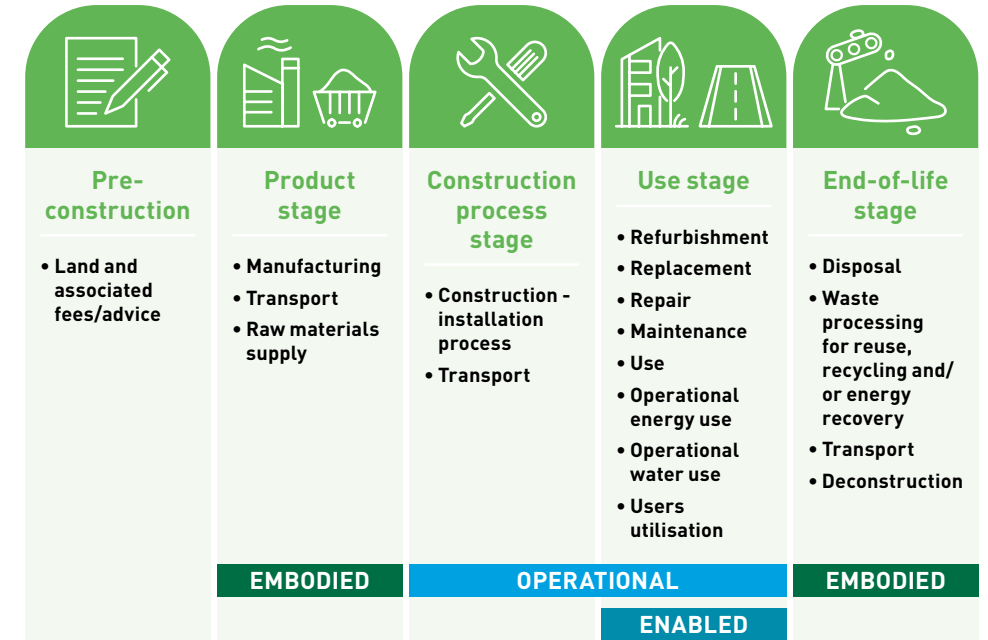 Pre-
construction
• Land and
associated
fees/advice
Product
stage
• Manufacturing
• Transport
• Raw materials
supply
Construction
process
stage
• Construction -
installation
process
• Transport
Use stage
• Refurbishment
• Replacement
• Repair
• Maintenance
• Use
• Operational
energy use
• Operational
water use
• Users
utilisation
End-of-life
stage
• Disposal
• Waste
processing
for reuse,
recycling and/
or energy
recovery
• Transport
• Deconstruction
EMBODIED
OPERATIONAL
EMBODIED
ENABLED